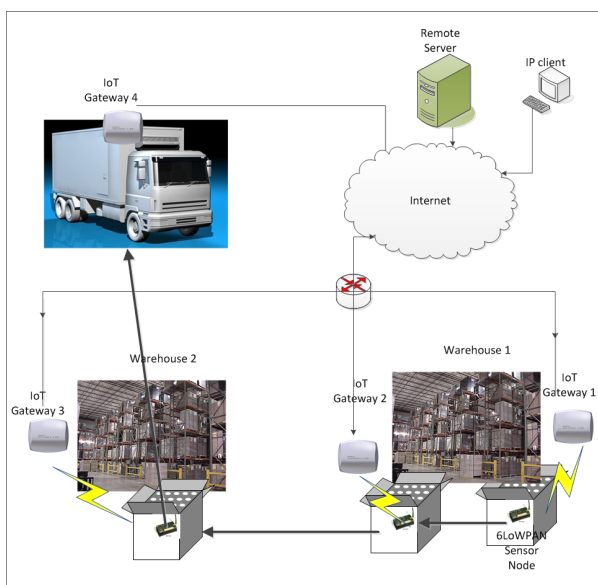 Remote
Server
IP client
IoT
Gateway 4
Internet
Warehouse 2
Warehouse 1
IoT
Gateway 3
IoT
Gateway 2
IoT
Gateway 1
6LoWPAN
Sensor
Node